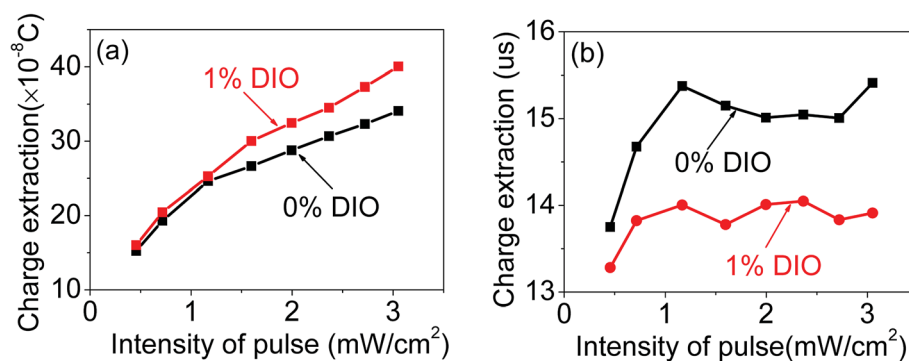 (a)
Charge extraction(×10⁻⁸C)
40
30
20
10
1% DIO
0% DIO
0 1 2 3
Intensity of pulse (mW/cm²)
(b)
Charge extraction (us)
16
15
14
13
0% DIO
1% DIO
0 1 2 3
Intensity of pulse(mW/cm²)